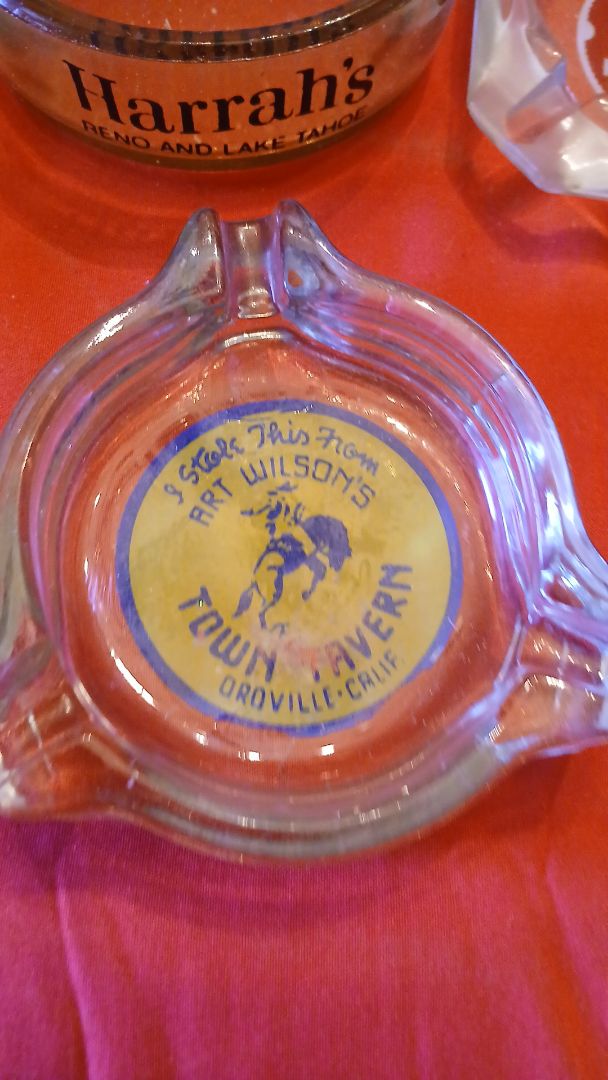 Harrah's
RENO AND LAKE TAHOE
I Stole This From
ART WILSON'S
TOWN TAVERN
OROVILLE-CALIF